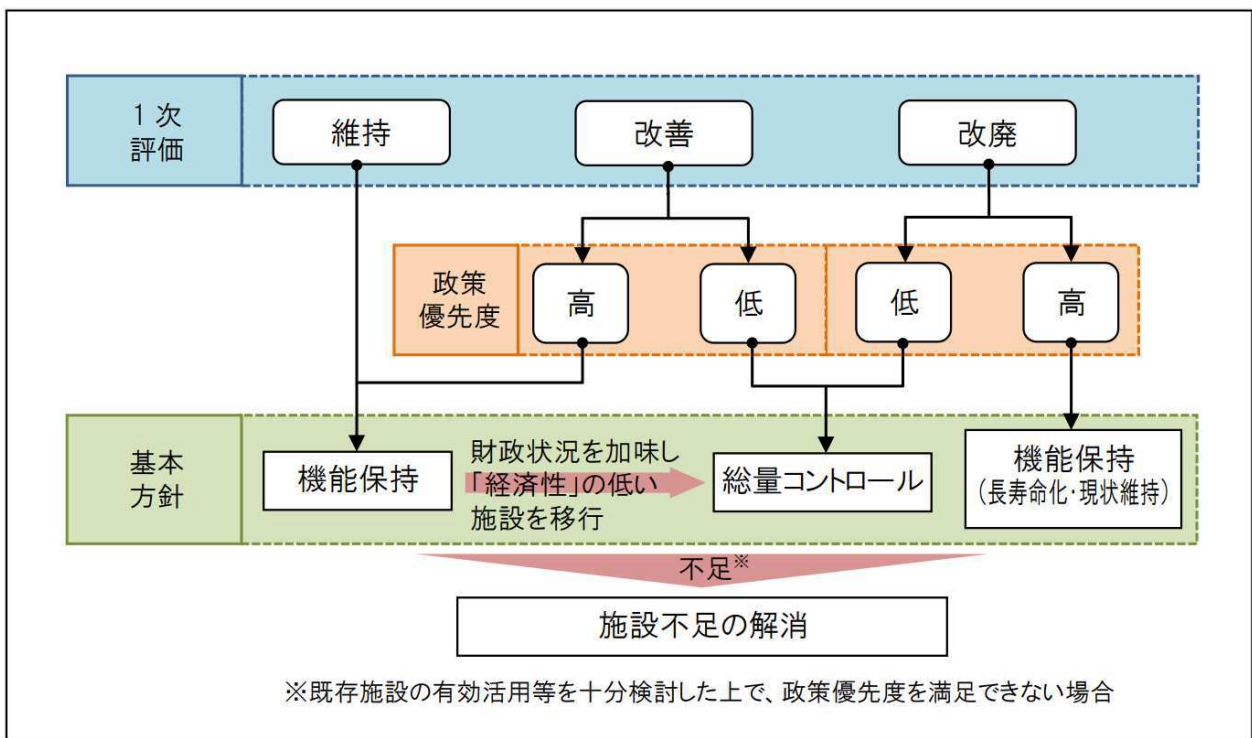 1次
評価
維持
改善
改廃
政策
優先度
高
低
低
高
基本
方針
機能保持
財政状況を加味し
「経済性」の低い
施設を移行
総量コントロール
機能保持
（長寿命化・現状維持）
不足※
施設不足の解消
※既存施設の有効活用等を十分検討した上で、政策優先度を満足できない場合